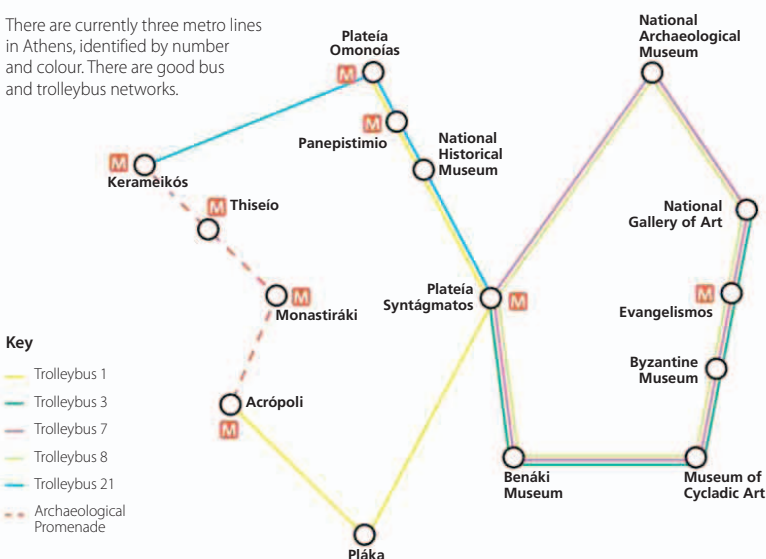 There are currently three metro lines
in Athens, identified by number
and colour. There are good bus
and trolleybus networks.
Plateía
Omonoías
M
National
Archaeological
Museum
M
Panepistimio
National
Historical
Museum
M
Kerameikós
M
Thiseío
National
Gallery of Art
Plateía
Syntágmatos
M
M
Monastiráki
M
Evangelismos
Byzantine
Museum
Acrópoli
M
Benáki
Museum
Museum of
Cycladic Art
Pláka
Key
Trolleybus 1
Trolleybus 3
Trolleybus 7
Trolleybus 8
Trolleybus 21
Archaeological
Promenade